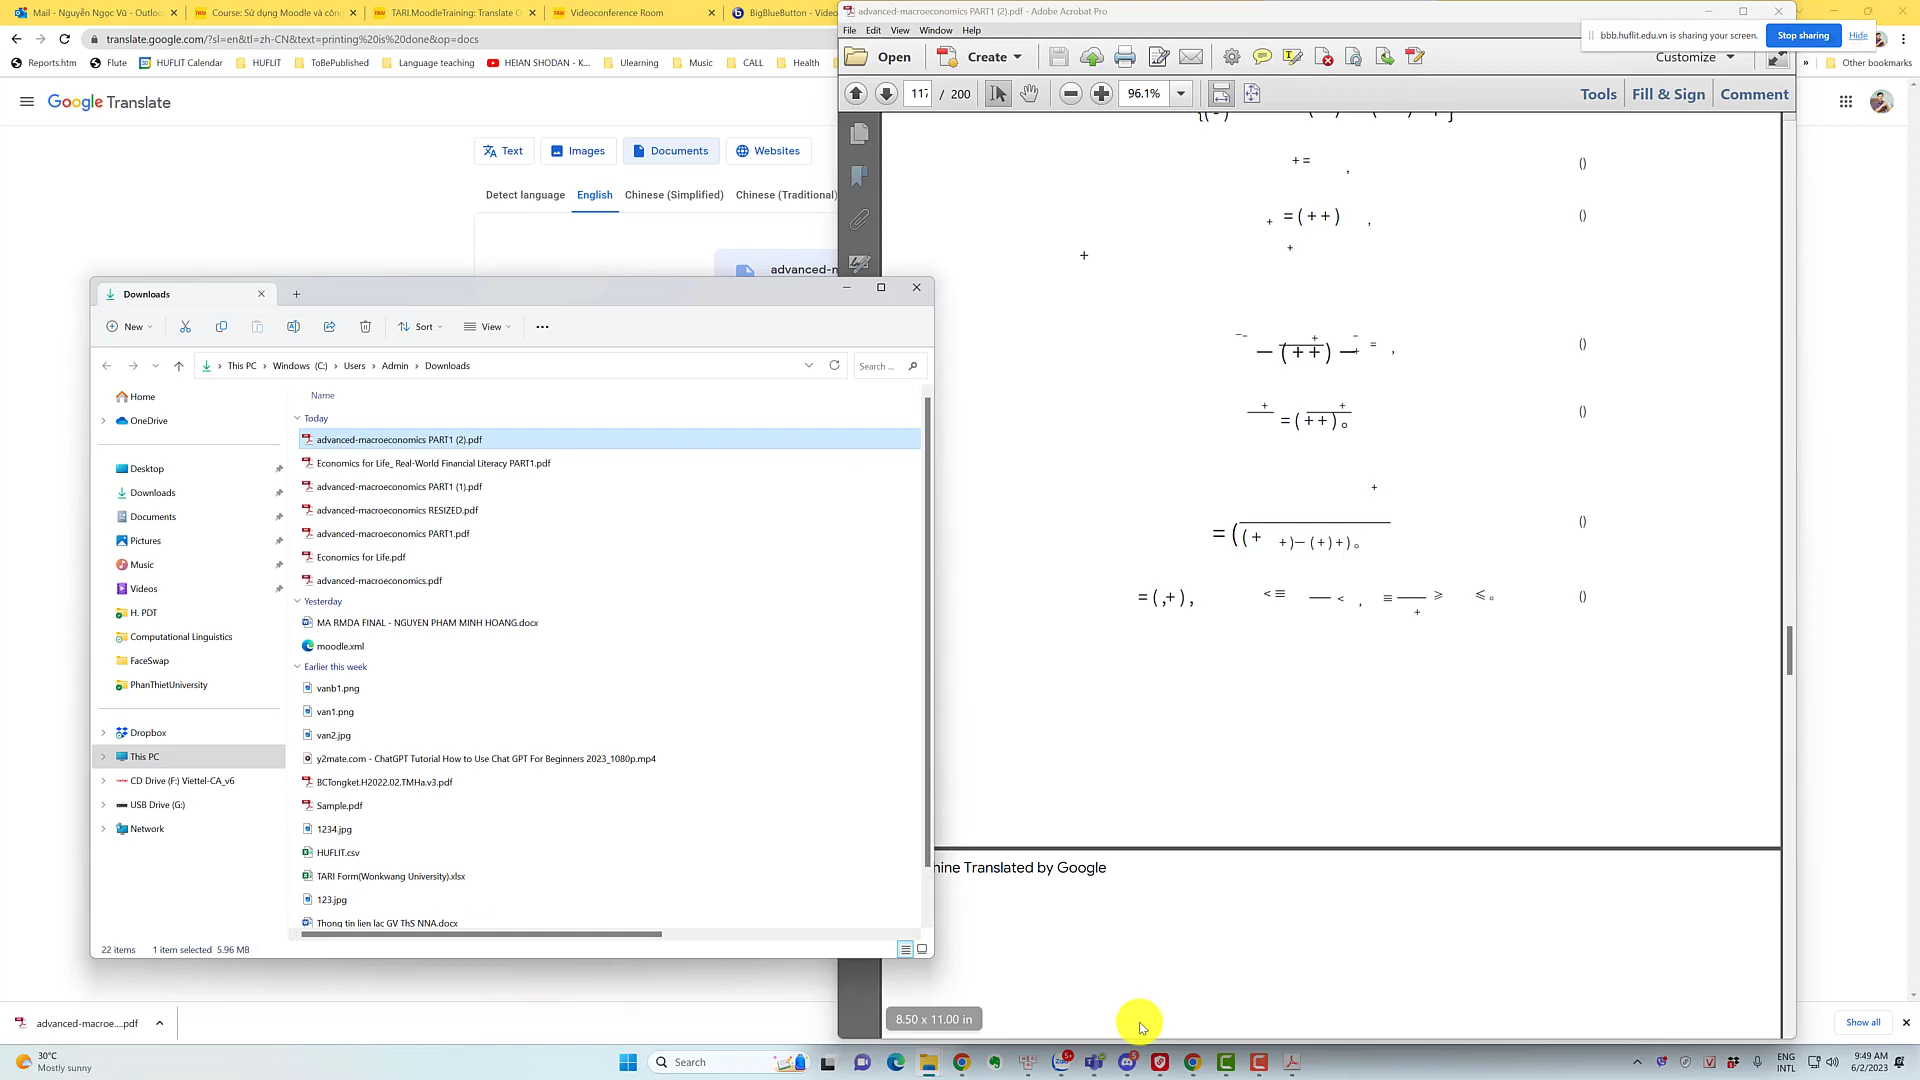 Mail - Nguyễn Ngọc Vũ - Outloo
Course: Sử dụng Moodle và côn
TARI.MoodleTraining: Translate
Videoconference Room
BigBlueButton - Video
advanced-macroeconomics PART1 (2).pdf - Adobe Acrobat Pro
File Edit View Window Help
bbb.huflit.edu.vn is sharing your screen. Stop sharing Hide
translate.google.com/?sl=en&tl=zh-CN&text=printing%20is%20done&op=docs
Reports.htm
Flute
HUFLIT Calendar
HUFLIT
ToBePublished
Language teaching
HEIAN SHODAN - K...
Ulearning
Music
CALL
Health
Other bookmarks
Open Create Customize
117 / 200 96.1% Tools Fill & Sign Comment
Google Translate
Text Images Documents Websites
Detect language English Chinese (Simplified) Chinese (Traditional)
advanced-m
+ = , ()
+ = ( + + ) , ()
+
+
Downloads
New Sort View
This PC > Windows (C:) > Users > Admin > Downloads
Search ...
Home
OneDrive
Desktop
Downloads
Documents
Pictures
Music
Videos
H. PDT
Computational Linguistics
FaceSwap
PhanThietUniversity
Dropbox
This PC
CD Drive (F:) Viettel-CA_v6
USB Drive (G:)
Network
Name
Today
advanced-macroeconomics PART1 (2).pdf
Economics for Life_ Real-World Financial Literacy PART1.pdf
advanced-macroeconomics PART1 (1).pdf
advanced-macroeconomics RESIZED.pdf
advanced-macroeconomics PART1.pdf
Economics for Life.pdf
advanced-macroeconomics.pdf
Yesterday
MA RMDA FINAL - NGUYEN PHAM MINH HOANG.docx
moodle.xml
Earlier this week
vanb1.png
van1.png
van2.jpg
y2mate.com - ChatGPT Tutorial How to Use Chat GPT For Beginners 2023_1080p.mp4
BCTongket.H2022.02.TMHa.v3.pdf
Sample.pdf
1234.jpg
HUFLIT.csv
TARI Form(Wonkwang University).xlsx
123.jpg
Thong tin lien lac GV ThS NNA.docx
22 items 1 item selected 5.96 MB
hine Translated by Google
8.50 x 11.00 in
advanced-macroe....pdf
Show all
30°C
Mostly sunny
Search
ENG
INTL
9:49 AM
6/2/2023